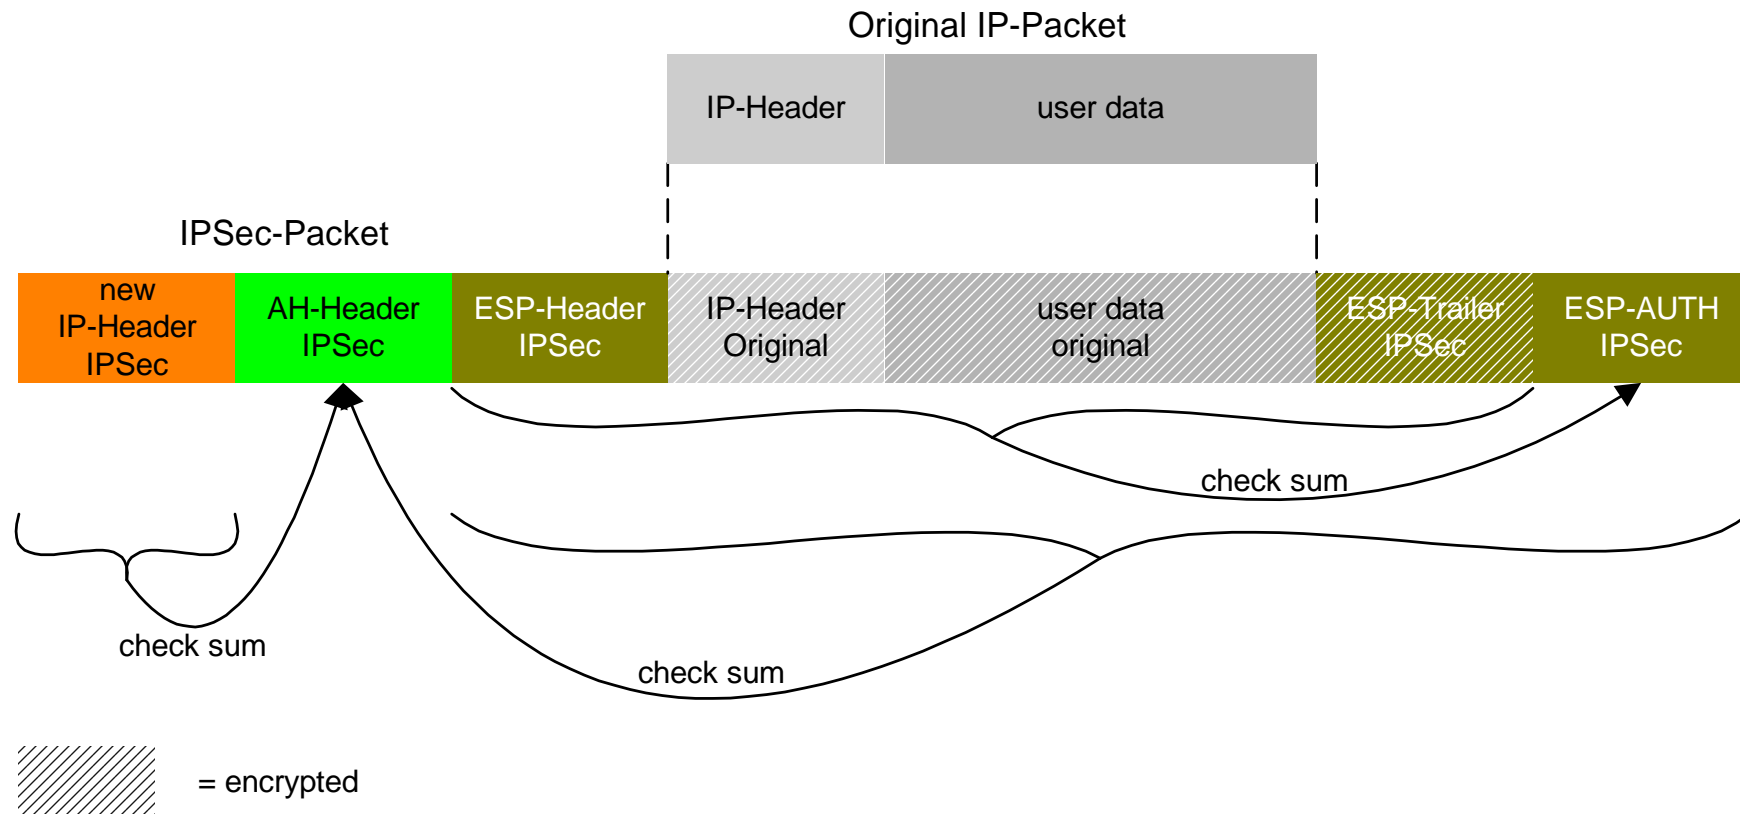 Original IP-Packet
IP-Header
user data
IPSec-Packet
new
IP-Header
IPSec
AH-Header
IPSec
ESP-Header
IPSec
IP-Header
Original
user data
original
ESP-Trailer
IPSec
ESP-AUTH
IPSec
check sum
check sum
check sum
= encrypted